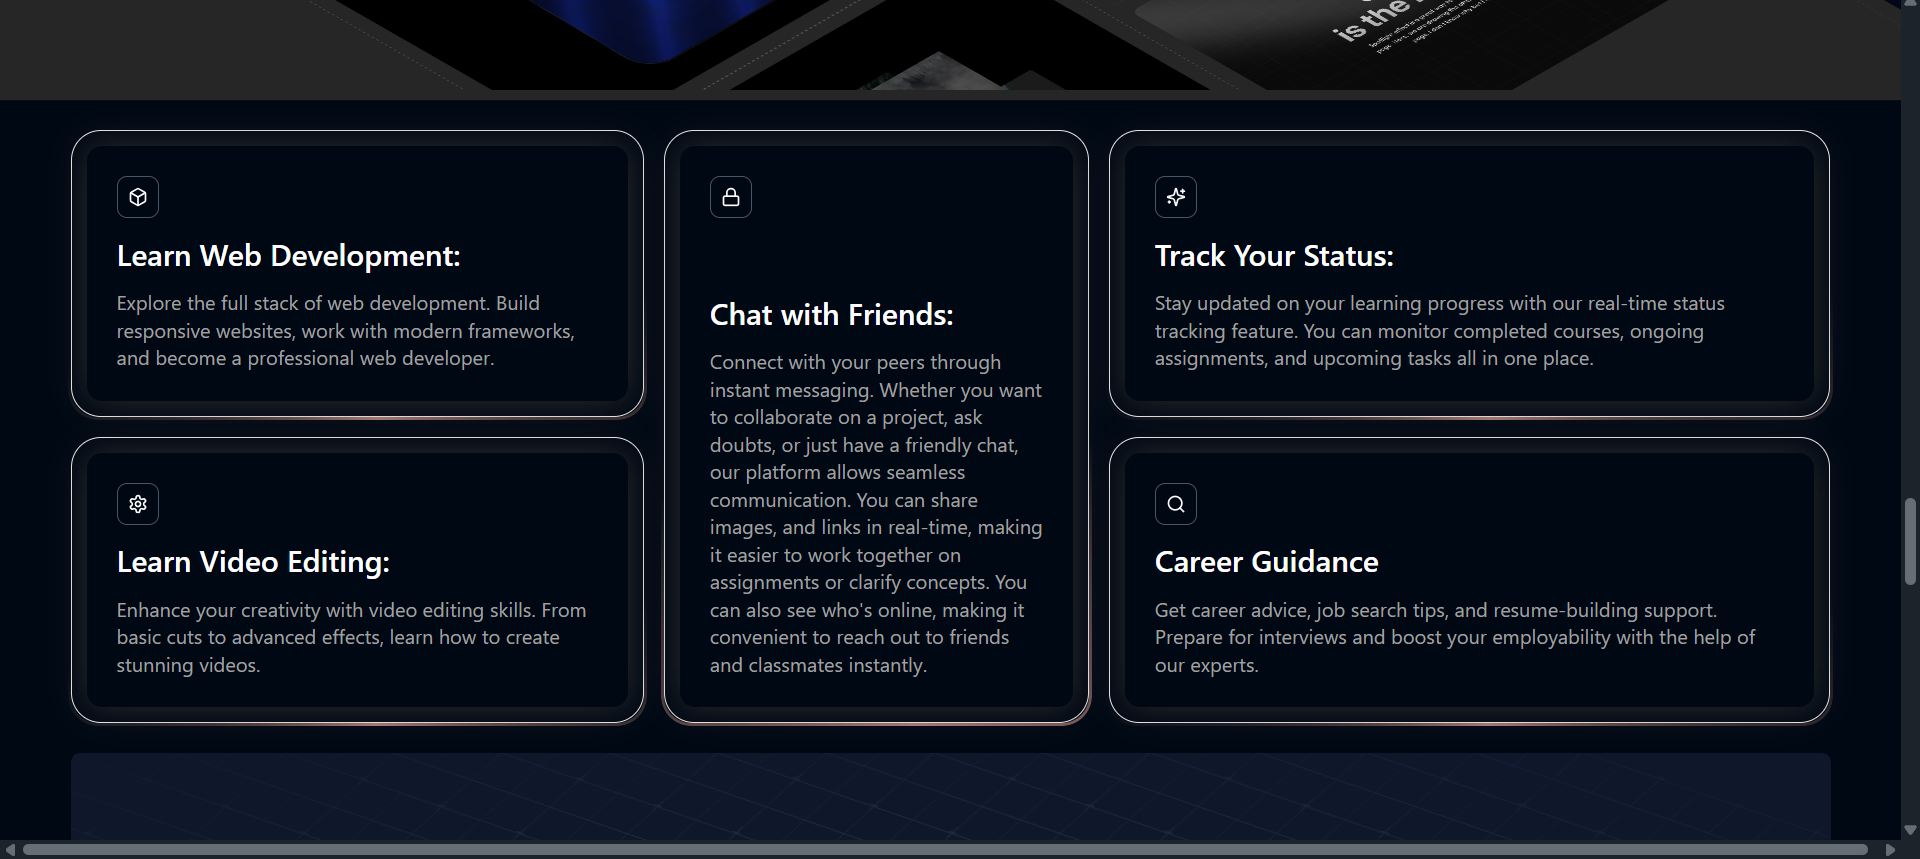 is the
Learn Web Development:
Explore the full stack of web development. Build
responsive websites, work with modern frameworks,
and become a professional web developer.
Chat with Friends:
Connect with your peers through
instant messaging. Whether you want
to collaborate on a project, ask
doubts, or just have a friendly chat,
our platform allows seamless
communication. You can share
images, and links in real-time, making
it easier to work together on
assignments or clarify concepts. You
can also see who's online, making it
convenient to reach out to friends
and classmates instantly.
Track Your Status:
Stay updated on your learning progress with our real-time status
tracking feature. You can monitor completed courses, ongoing
assignments, and upcoming tasks all in one place.
Learn Video Editing:
Enhance your creativity with video editing skills. From
basic cuts to advanced effects, learn how to create
stunning videos.
Career Guidance
Get career advice, job search tips, and resume-building support.
Prepare for interviews and boost your employability with the help of
our experts.